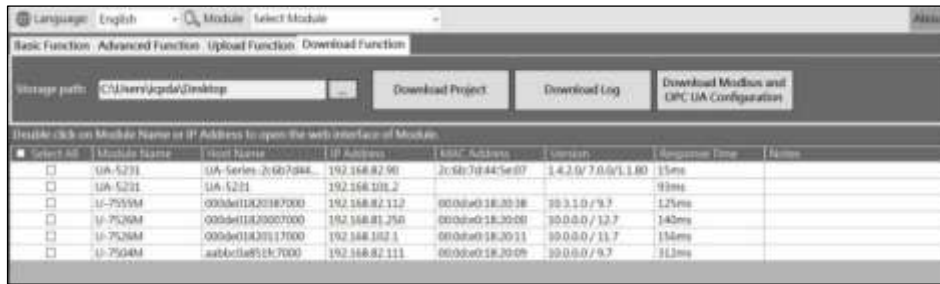 Language: English Module Select Module About
Basic Function Advanced Function Upload Function Download Function
Storage path: C:\Users\icpda\Desktop ... Download Project Download Log Download Modbus and
OPC UA Configuration
Double click on Module Name or IP Address to open the web interface of Module.
Select All Module Name Host Name IP Address MAC Address Version Response Time Notes
UA-5231 UA-Series-2c6b7d44... 192.168.82.90 2c:6b:7d:44:5e:07 1.4.2.0/ 7.0.0/1.1.80 15ms
UA-5231 UA-5231 192.168.101.2 93ms
U-7555M 000de01820387000 192.168.82.112 00:0d:e0:18:20:38 10.3.1.0 / 9.7 125ms
U-7526M 000de01820007000 192.168.81.250 00:0d:e0:18:20:00 10.0.0.0 / 12.7 140ms
U-7526M 000de01820117000 192.168.102.1 00:0d:e0:18:20:11 10.0.0.0 / 11.7 156ms
U-7504M 192.168.82.111 00:0d:e0:18:20:09 10.0.0.0 / 9.7 312ms